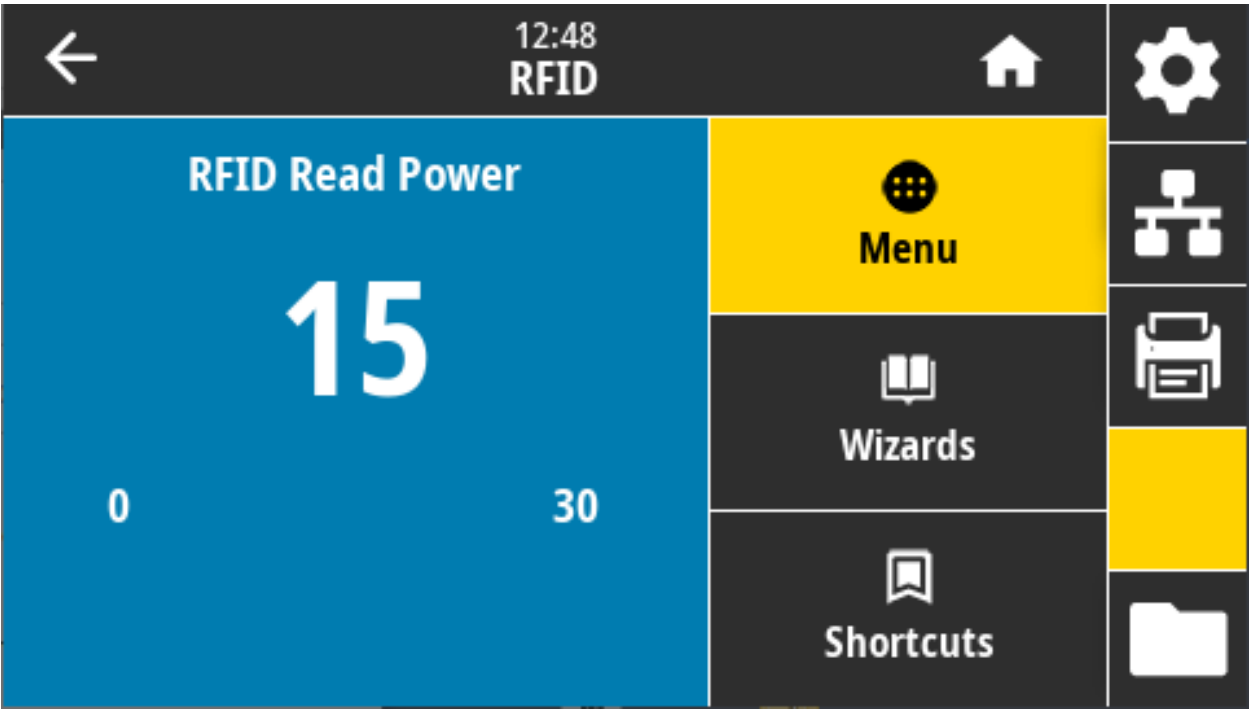 12:48
RFID
RFID Read Power
15
0 30
Menu
Wizards
Shortcuts